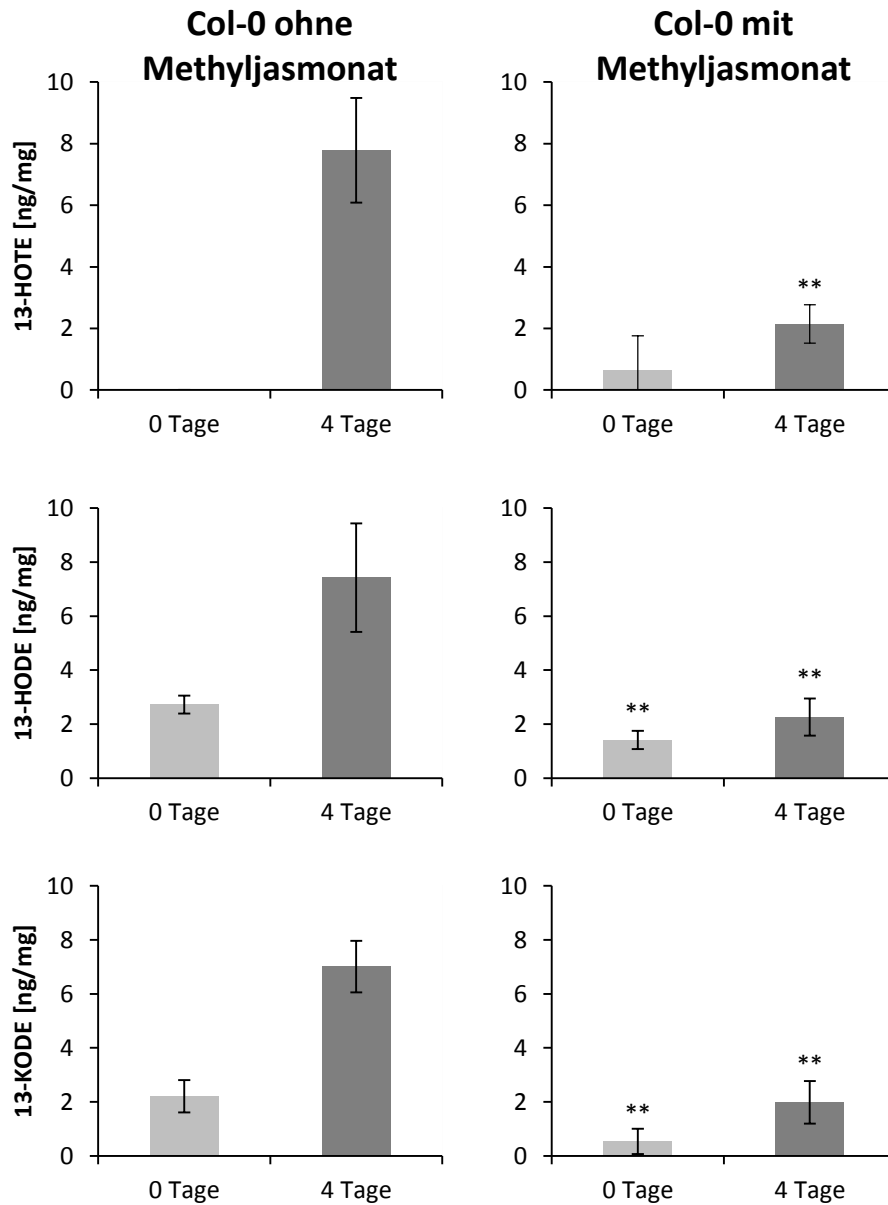 Col-0 ohne
Methyljasmonat
Col-0 mit
Methyljasmonat
13-HOTE [ng/mg]
10
8
6
4
2
0
0 Tage
4 Tage
10
8
6
4
2
0
**
0 Tage
4 Tage
13-HODE [ng/mg]
10
8
6
4
2
0
0 Tage
4 Tage
10
8
6
4
2
0
**
**
0 Tage
4 Tage
13-KODE [ng/mg]
10
8
6
4
2
0
0 Tage
4 Tage
10
8
6
4
2
0
**
**
0 Tage
4 Tage